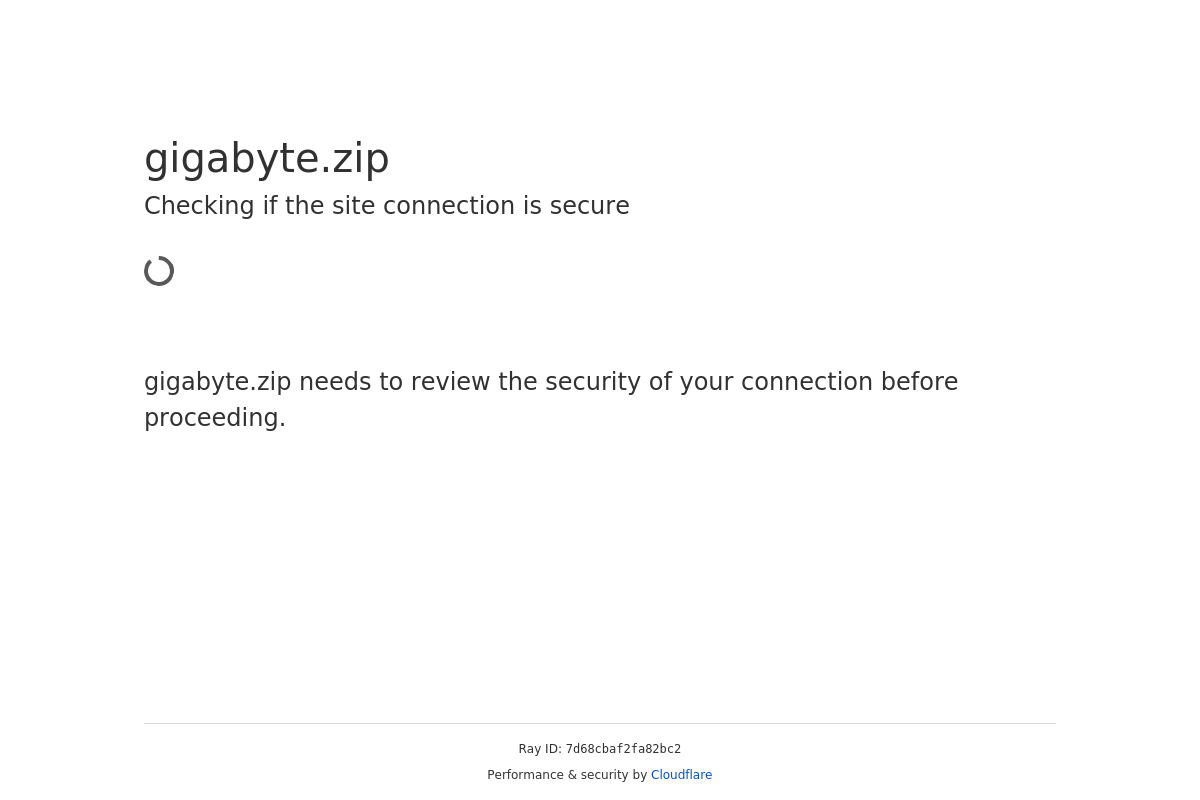 gigabyte.zip
Checking if the site connection is secure
gigabyte.zip needs to review the security of your connection before
proceeding.
Ray ID: 7d68cbaf2fa82bc2
Performance & security by Cloudflare